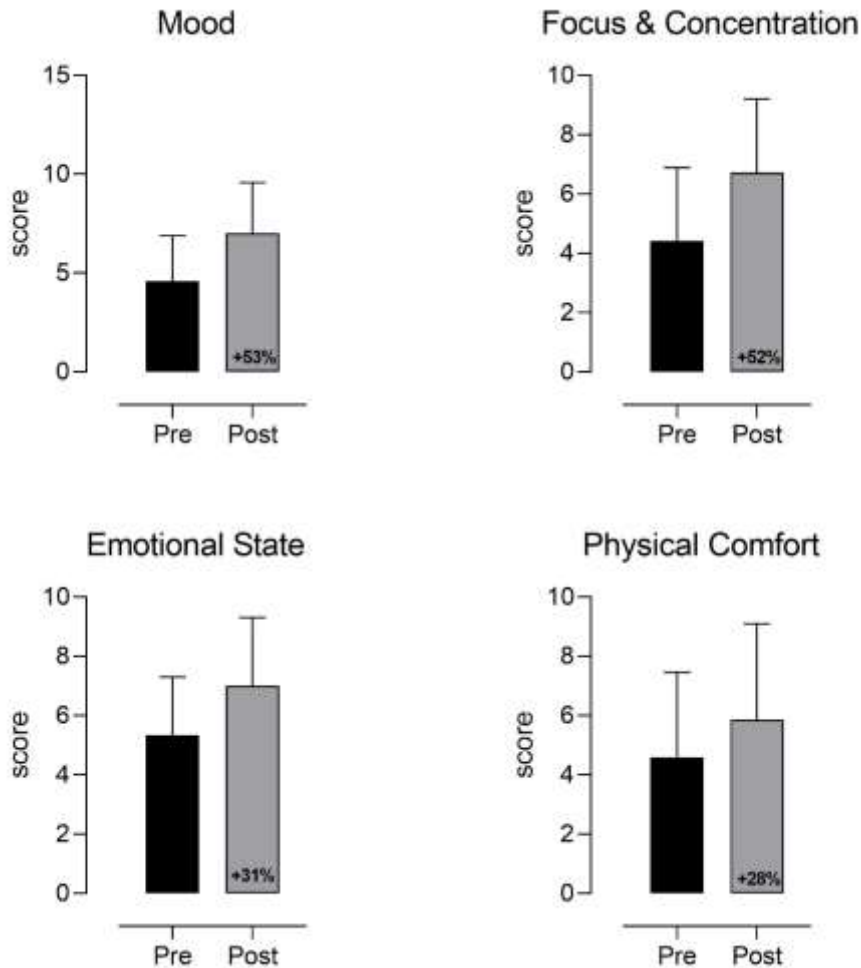 Mood
15
10
5
0
score
+53%
Pre Post
Focus & Concentration
10
8
6
4
2
0
score
+52%
Pre Post
Emotional State
10
8
6
4
2
0
score
+31%
Pre Post
Physical Comfort
10
8
6
4
2
0
score
+28%
Pre Post